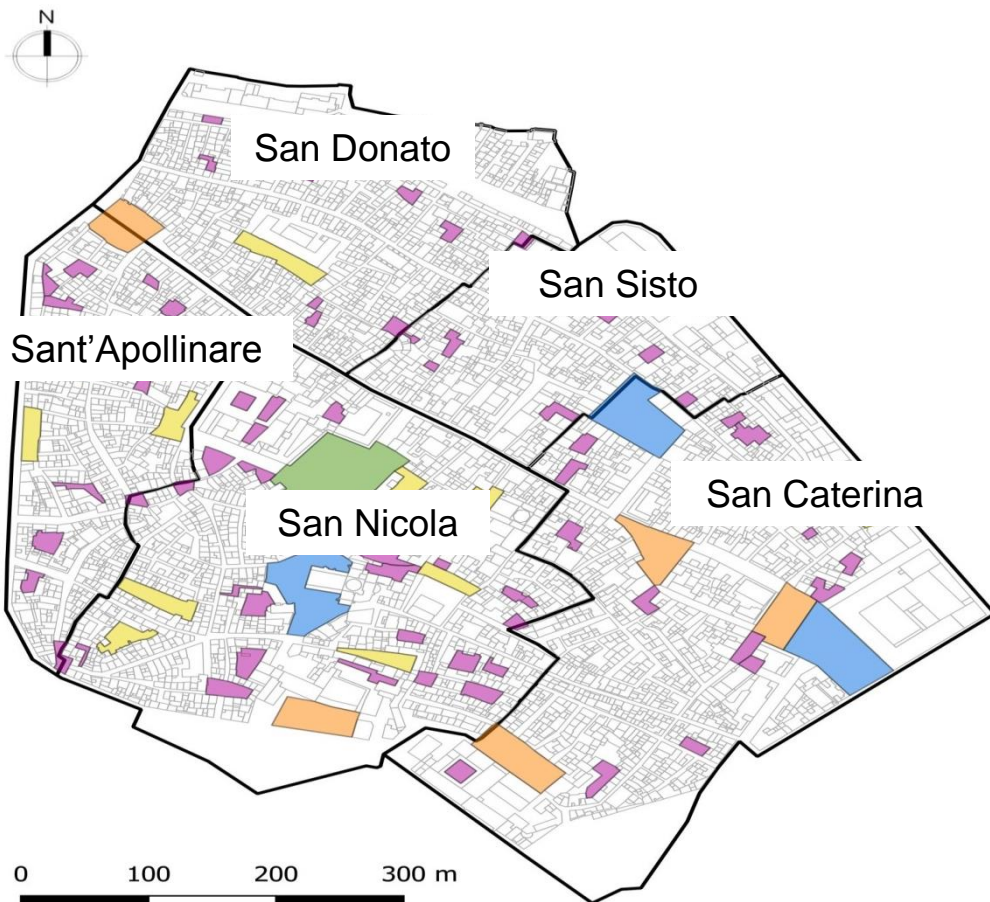 N
San Donato
San Sisto
Sant'Apollinare
San Caterina
San Nicola
0 100 200 300 m